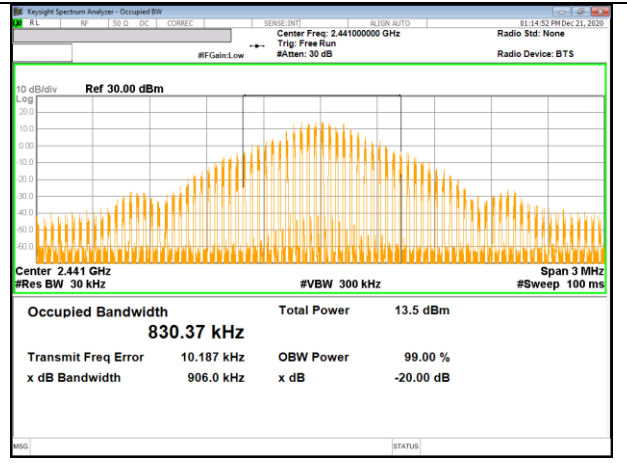 Keysight Spectrum Analyzer - Occupied BW
RL RF 50 Ω DC CORREC SENSE:INT ALIGN AUTO 01:14:52 PM Dec 21, 2020
Center Freq: 2.441000000 GHz Radio Std: None
Trig: Free Run
#IFGain:Low #Atten: 30 dB Radio Device: BTS
10 dB/div Ref 30.00 dBm
Log
20.0
10.0
0.00
-10.0
-20.0
-30.0
-40.0
-50.0
-60.0
Center 2.441 GHz Span 3 MHz
#Res BW 30 kHz #VBW 300 kHz #Sweep 100 ms
Occupied Bandwidth Total Power 13.5 dBm
830.37 kHz
Transmit Freq Error 10.187 kHz OBW Power 99.00 %
x dB Bandwidth 906.0 kHz x dB -20.00 dB
MSG STATUS